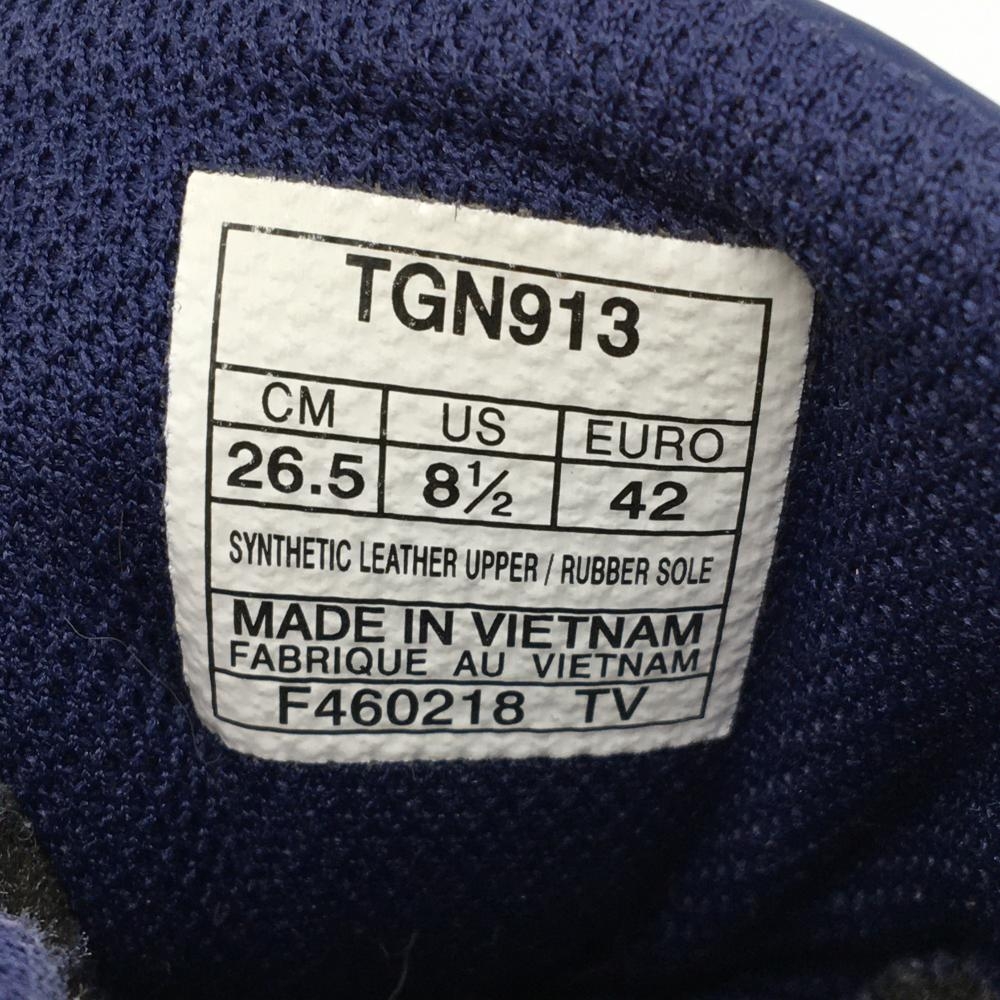 TGN913
CM US EURO
26.5 8½ 42
SYNTHETIC LEATHER UPPER / RUBBER SOLE
MADE IN VIETNAM
FABRIQUE AU VIETNAM
F460218 TV